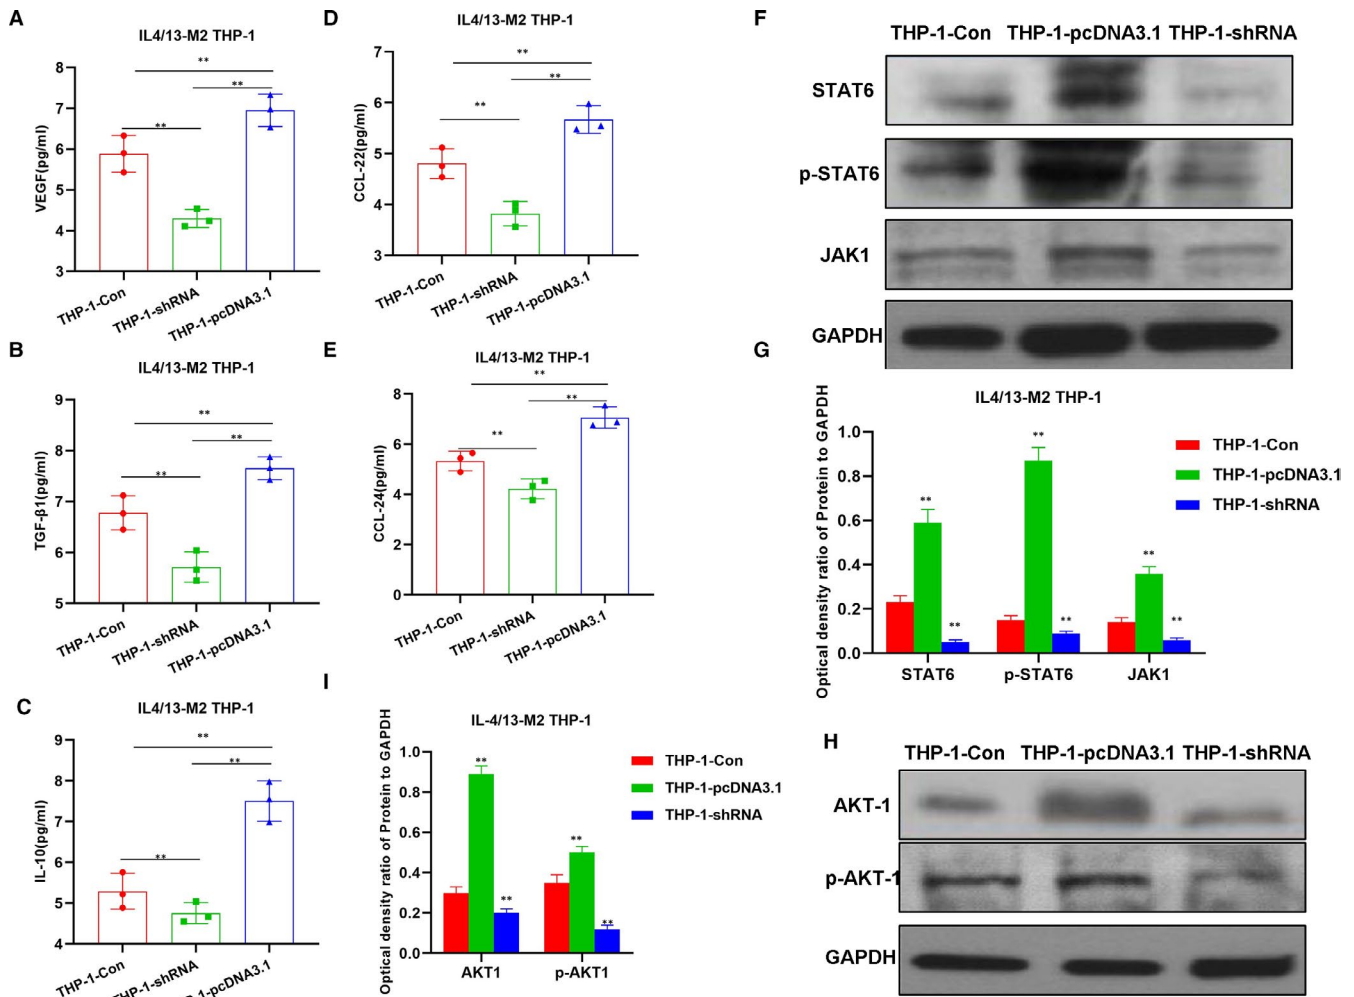 A
IL4/13-M2 THP-1
VEGF(pg/ml)
8
7
6
5
4
3
**
**
**
THP-1-Con
THP-1-shRNA
THP-1-pcDNA3.1
B
IL4/13-M2 THP-1
TGF-β1(pg/ml)
9
8
7
6
5
**
**
**
THP-1-Con
THP-1-shRNA
THP-1-pcDNA3.1
C
IL4/13-M2 THP-1
IL-10(pg/ml)
9
8
7
6
5
4
**
**
**
THP-1-Con
D
IL4/13-M2 THP-1
CCL-22(pg/ml)
7
6
5
4
3
**
**
**
THP-1-Con
THP-1-shRNA
THP-1-pcDNA3.1
E
IL4/13-M2 THP-1
CCL-24(pg/ml)
8
6
4
2
0
**
**
**
THP-1-Con
THP-1-shRNA
THP-1-pcDNA3.1
F
THP-1-Con THP-1-pcDNA3.1 THP-1-shRNA
STAT6
p-STAT6
JAK1
GAPDH
G
IL4/13-M2 THP-1
Optical density ratio of Protein to GAPDH
1.0
0.8
0.6
0.4
0.2
0.0
**
**
**
**
**
**
STAT6 p-STAT6 JAK1
THP-1-Con
THP-1-pcDNA3.1
THP-1-shRNA
H
THP-1-Con THP-1-pcDNA3.1 THP-1-shRNA
AKT-1
p-AKT-1
GAPDH
I
IL-4/13-M2 THP-1
Optical density ratio of Protein to GAPDH
1.0
0.8
0.6
0.4
0.2
0.0
**
**
**
**
AKT1 p-AKT1
THP-1-Con
THP-1-pcDNA3.1
THP-1-shRNA